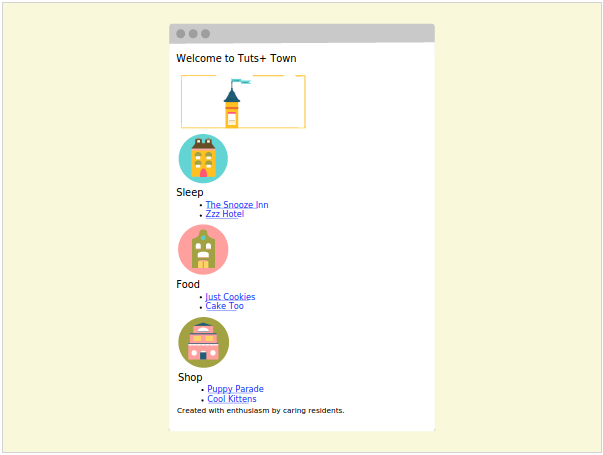 Welcome to Tuts+ Town
Sleep
The Snooze Inn
Zzz Hotel
Food
Just Cookies
Cake Too
Shop
Puppy Parade
Cool Kittens
Created with enthusiasm by caring residents.